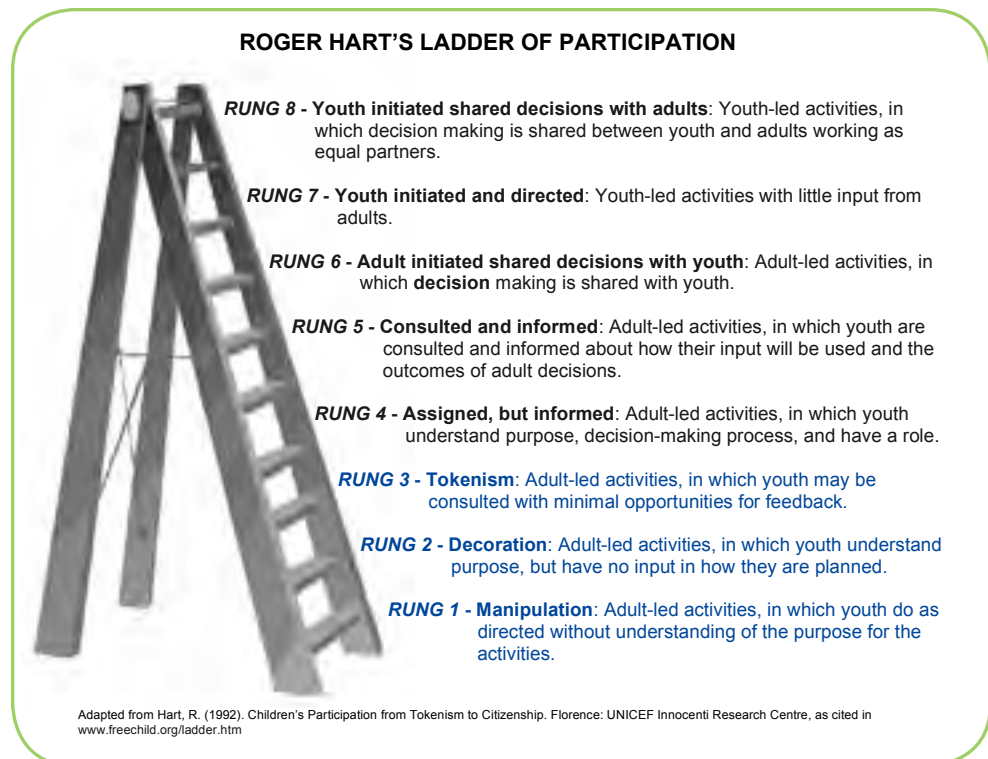 ROGER HART’S LADDER OF PARTICIPATION
RUNG 8 - Youth initiated shared decisions with adults: Youth-led activities, in
which decision making is shared between youth and adults working as
equal partners.
RUNG 7 - Youth initiated and directed: Youth-led activities with little input from
adults.
RUNG 6 - Adult initiated shared decisions with youth: Adult-led activities, in
which decision making is shared with youth.
RUNG 5 - Consulted and informed: Adult-led activities, in which youth are
consulted and informed about how their input will be used and the
outcomes of adult decisions.
RUNG 4 - Assigned, but informed: Adult-led activities, in which youth
understand purpose, decision-making process, and have a role.
RUNG 3 - Tokenism: Adult-led activities, in which youth may be
consulted with minimal opportunities for feedback.
RUNG 2 - Decoration: Adult-led activities, in which youth understand
purpose, but have no input in how they are planned.
RUNG 1 - Manipulation: Adult-led activities, in which youth do as
directed without understanding of the purpose for the
activities.
Adapted from Hart, R. (1992). Children’s Participation from Tokenism to Citizenship. Florence: UNICEF Innocenti Research Centre, as cited in
www.freechild.org/ladder.htm